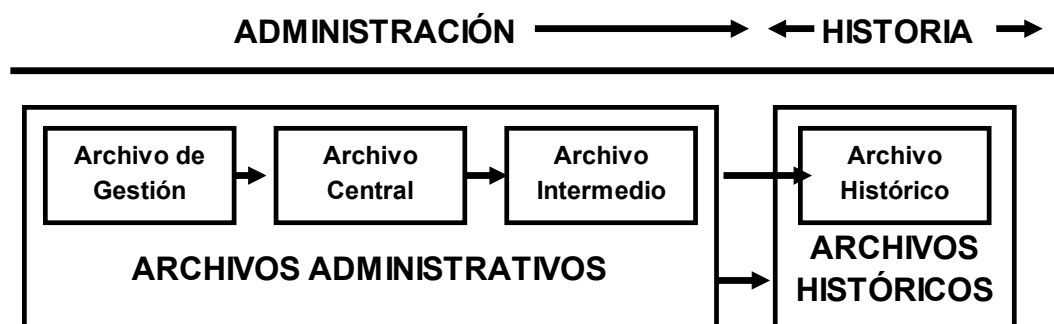 ADMINISTRACIÓN HISTORIA
Archivo de
Gestión
Archivo
Central
Archivo
Intermedio
Archivo
Histórico
ARCHIVOS ADMINISTRATIVOS
ARCHIVOS
HISTÓRICOS